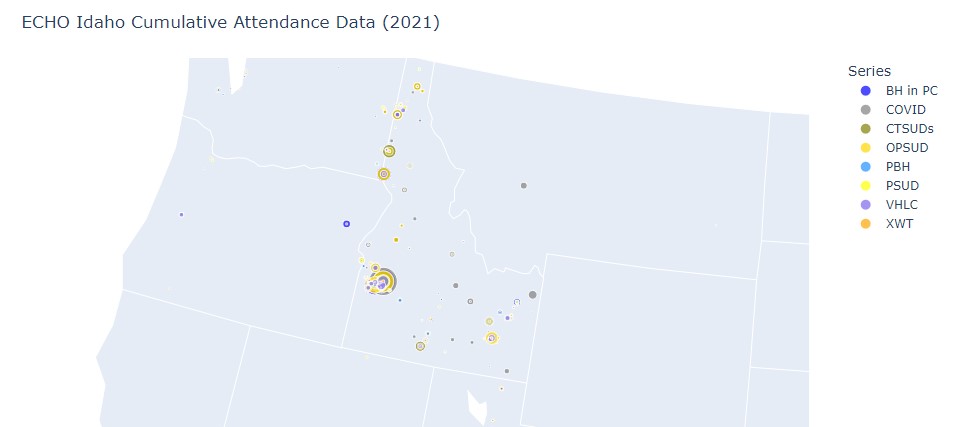 ECHO Idaho Cumulative Attendance Data (2021)
Series
BH in PC
COVID
CTSUDs
OPSUD
PBH
PSUD
VHLC
XWT